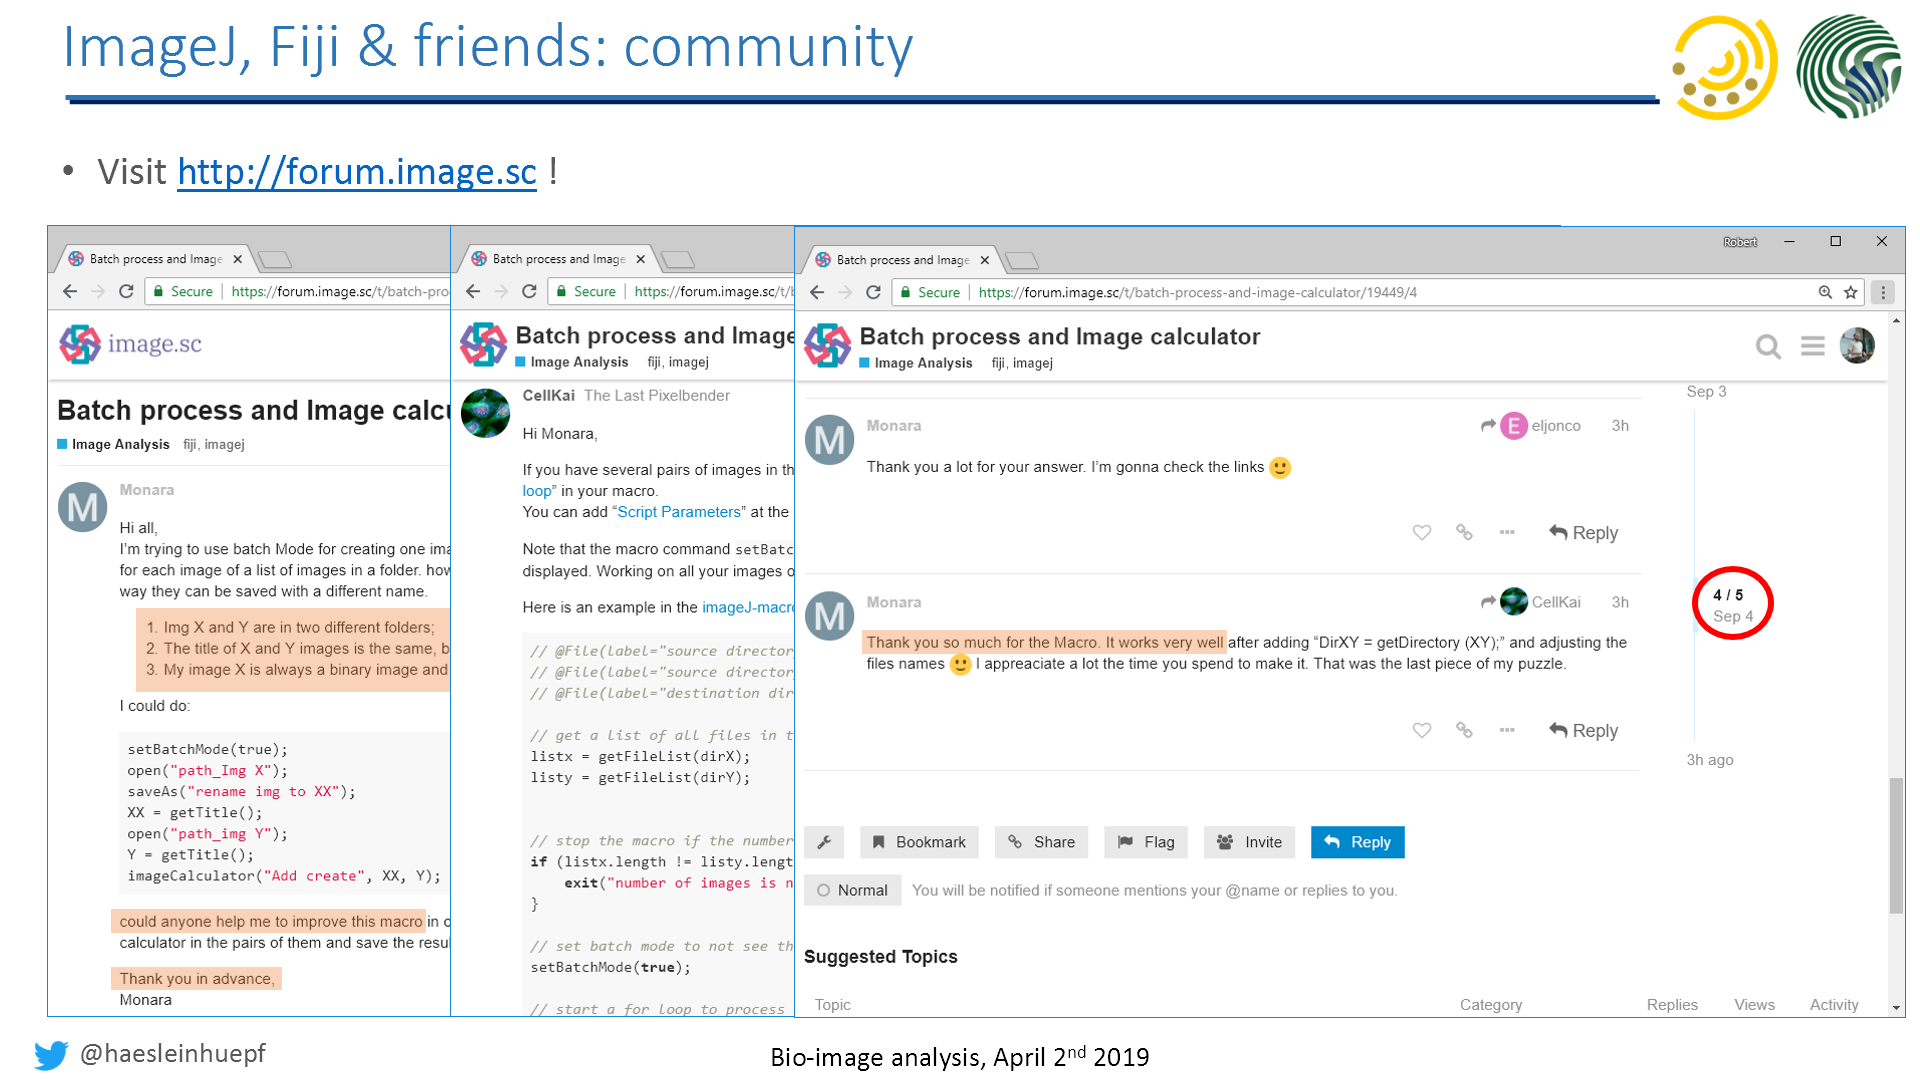 ImageJ, Fiji & friends: community
• Visit http://forum.image.sc !
Batch process and Image
Secure https://forum.image.sc/t/batch-pro
image.sc
Batch process and Image calcu
Image Analysis fiji, imagej
M Monara
Hi all,
I'm trying to use batch Mode for creating one ima
for each image of a list of images in a folder. how
way they can be saved with a different name.
1. Img X and Y are in two different folders;
2. The title of X and Y images is the same, b
3. My image X is always a binary image and
I could do:
setBatchMode(true);
open("path_Img X");
saveAs("rename img to XX");
XX = getTitle();
open("path_img Y");
Y = getTitle();
imageCalculator("Add create", XX, Y);
could anyone help me to improve this macro in o
calculator in the pairs of them and save the resul
Thank you in advance,
Monara
Batch process and Image
Secure https://forum.image.sc/t/b
Batch process and Image
Image Analysis fiji, imagej
CellKai The Last Pixelbender
Hi Monara,
If you have several pairs of images in th
loop” in your macro.
You can add “Script Parameters” at the
Note that the macro command setBatc
displayed. Working on all your images o
Here is an example in the imageJ-macro
// @File(label="source director
// @File(label="source director
// @File(label="destination dir
// get a list of all files in t
listx = getFileList(dirX);
listy = getFileList(dirY);
// stop the macro if the number
if (listx.length != listy.lengt
exit("number of images is n
}
// set batch mode to not see th
setBatchMode(true);
// start a for loop to process
Robert
Batch process and Image
Secure https://forum.image.sc/t/batch-process-and-image-calculator/19449/4
Batch process and Image calculator
Image Analysis fiji, imagej
Sep 3
M Monara E eljonco 3h
Thank you a lot for your answer. I'm gonna check the links 🙂
Reply
M Monara CellKai 3h
Thank you so much for the Macro. It works very well after adding “DirXY = getDirectory (XY);” and adjusting the
files names 🙂 I appreaciate a lot the time you spend to make it. That was the last piece of my puzzle.
4 / 5
Sep 4
Reply
3h ago
Bookmark Share Flag Invite Reply
Normal You will be notified if someone mentions your @name or replies to you.
Suggested Topics
Topic Category Replies Views Activity
@haesleinhuepf
Bio-image analysis, April 2nd 2019